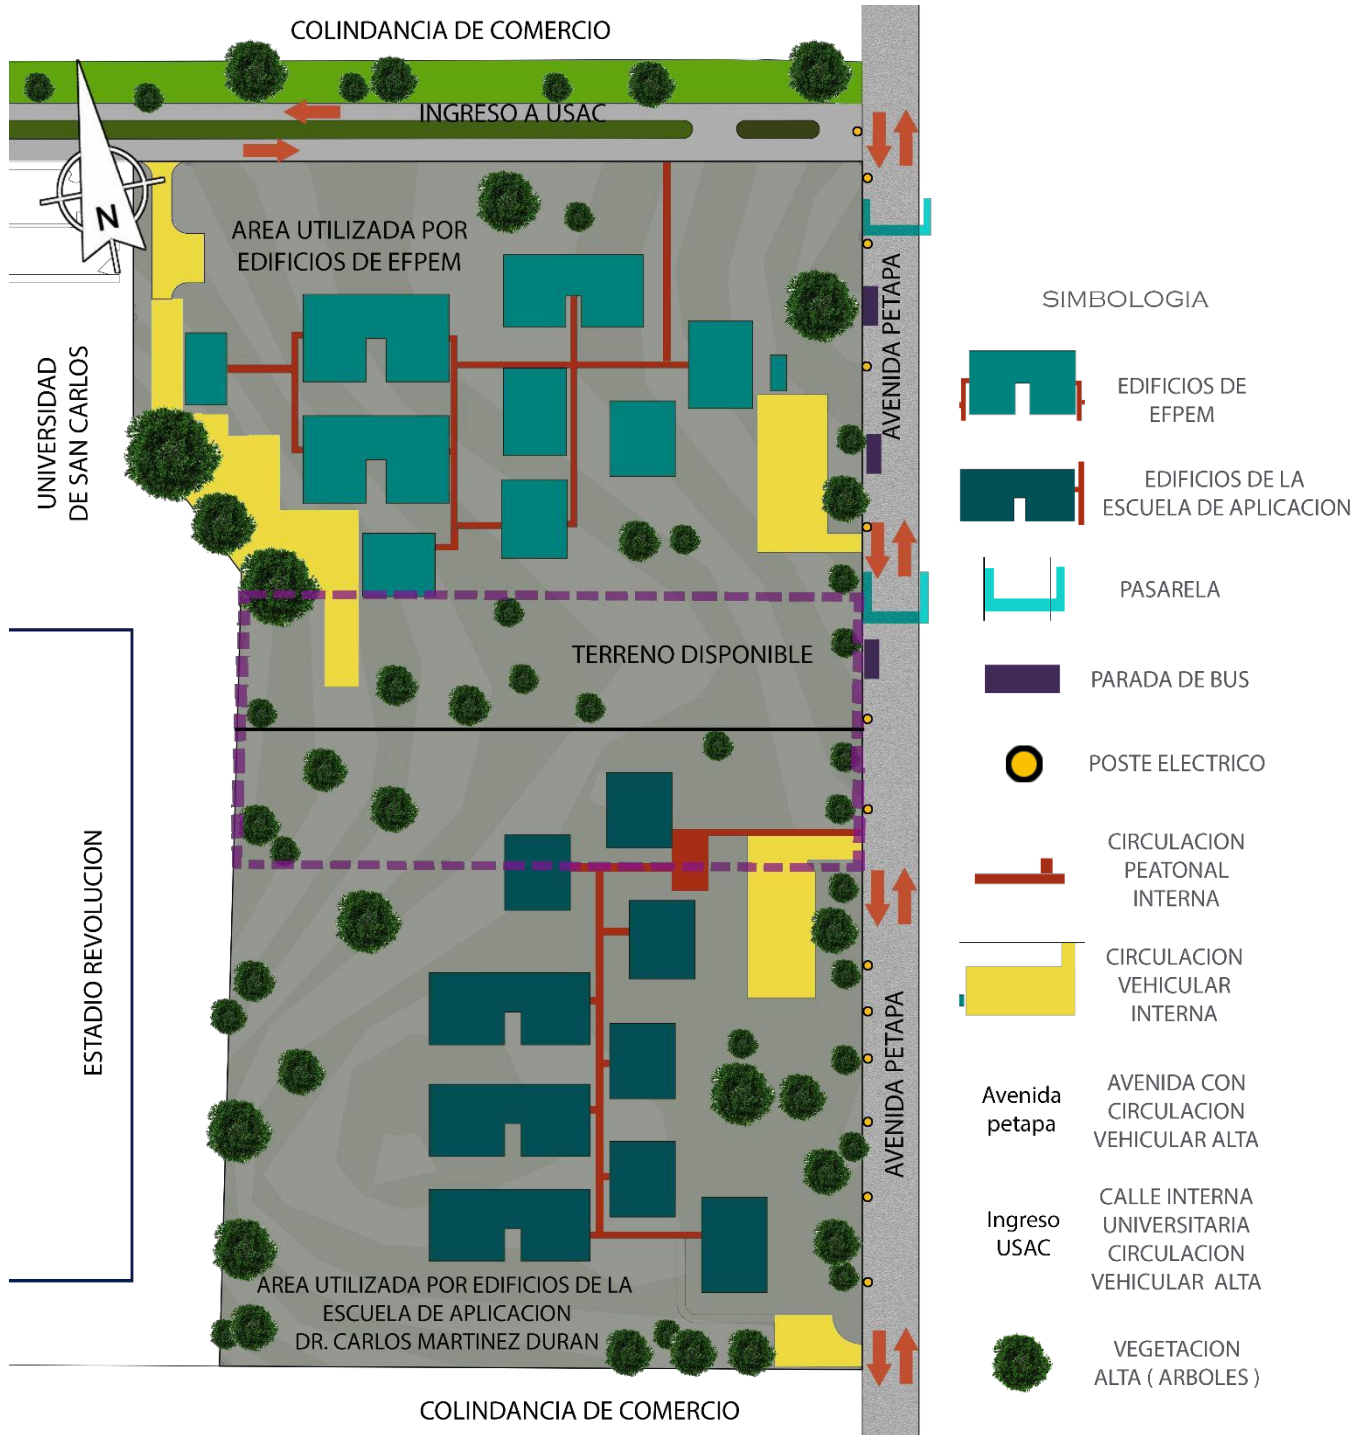 COLINDANCIA DE COMERCIO
INGRESO A USAC
N
AREA UTILIZADA POR
EDIFICIOS DE EFPEM
UNIVERSIDAD
DE SAN CARLOS
AVENIDA PETAPA
TERRENO DISPONIBLE
ESTADIO REVOLUCION
AVENIDA PETAPA
AREA UTILIZADA POR EDIFICIOS DE LA
ESCUELA DE APLICACION
DR. CARLOS MARTINEZ DURAN
COLINDANCIA DE COMERCIO
SIMBOLOGIA
EDIFICIOS DE
EFPEM
EDIFICIOS DE LA
ESCUELA DE APLICACION
PASARELA
PARADA DE BUS
POSTE ELECTRICO
CIRCULACION
PEATONAL
INTERNA
CIRCULACION
VEHICULAR
INTERNA
Avenida
petapa
AVENIDA CON
CIRCULACION
VEHICULAR ALTA
Ingreso
USAC
CALLE INTERNA
UNIVERSITARIA
CIRCULACION
VEHICULAR ALTA
VEGETACION
ALTA ( ARBOLES )